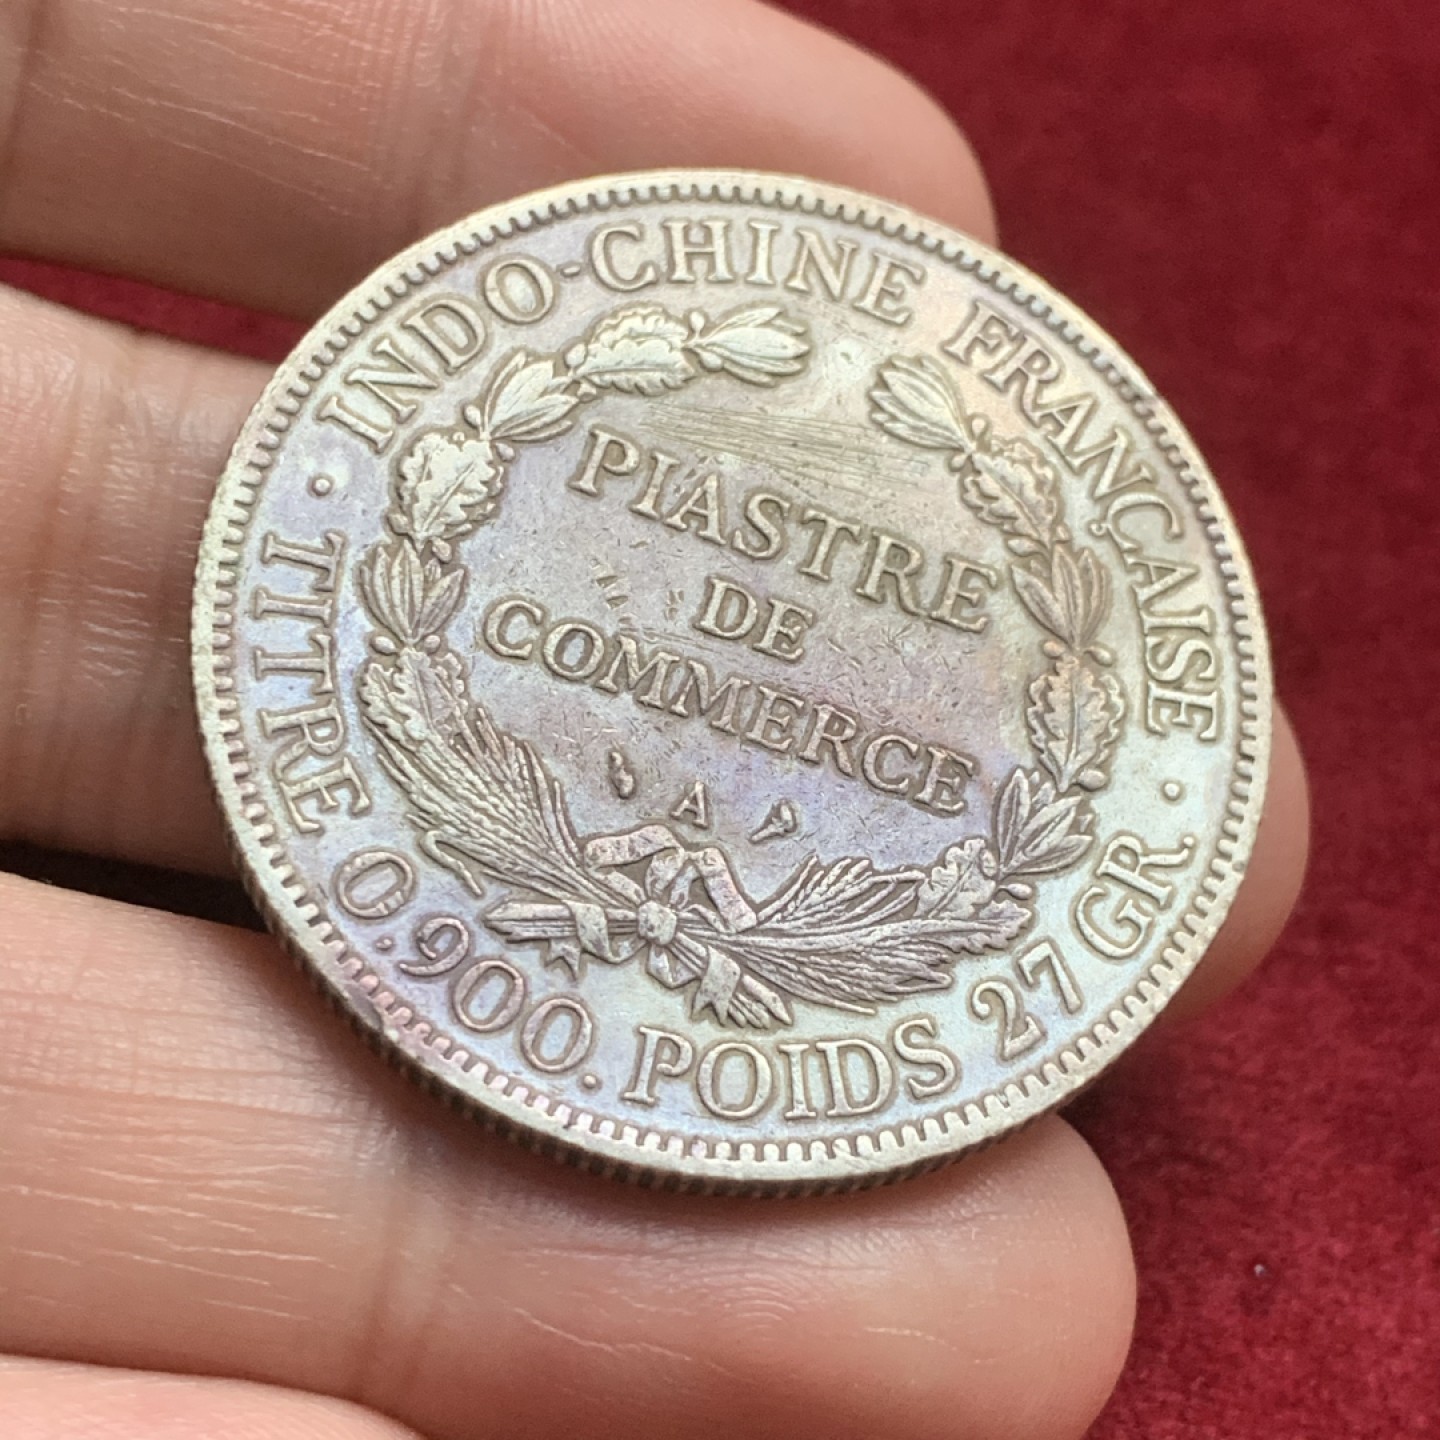 INDO-CHINE FRANÇAISE
PIASTRE
DE
COMMERCE
A
· TITRE 0,900. POIDS 27 GR. ·